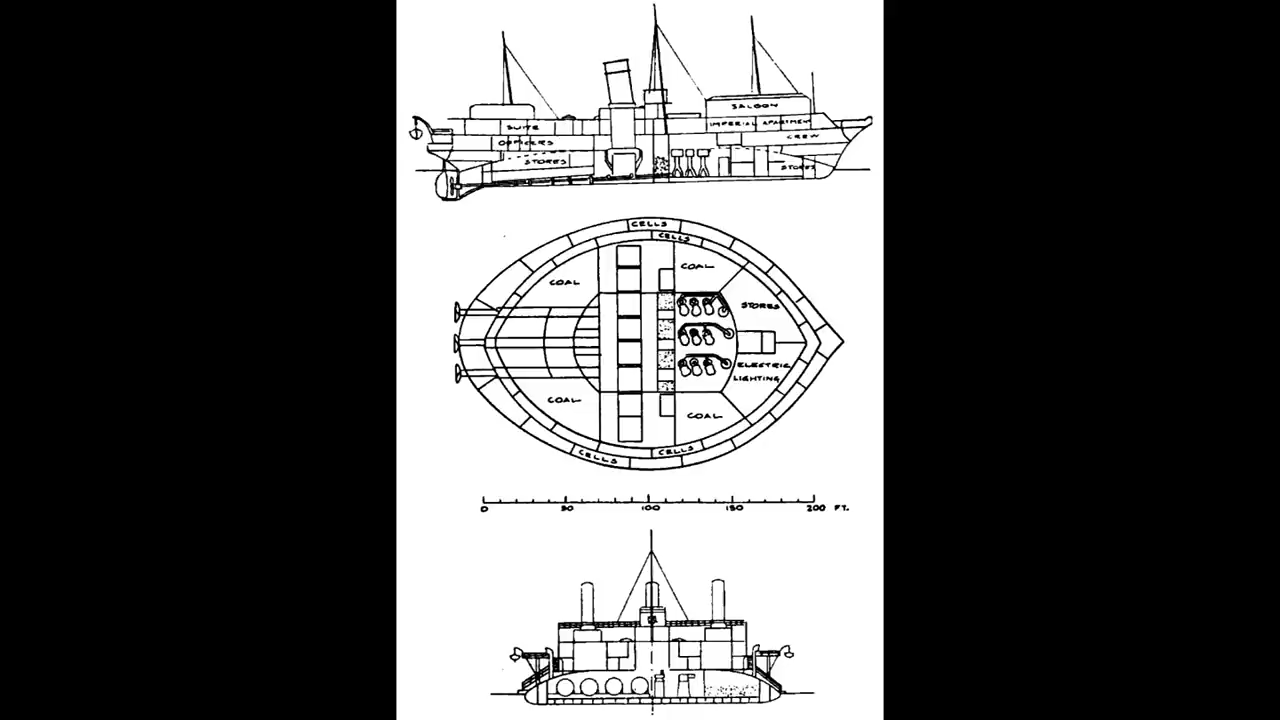 SALOON
SUITE
IMPERIAL APARTMENT
OFFICERS
CREW
STORES
STORES
CELLS
CELLS
COAL
COAL
STORES
ELECTRIC
LIGHTING
COAL
COAL
CELLS
CELLS
0 50 100 150 200 FT.